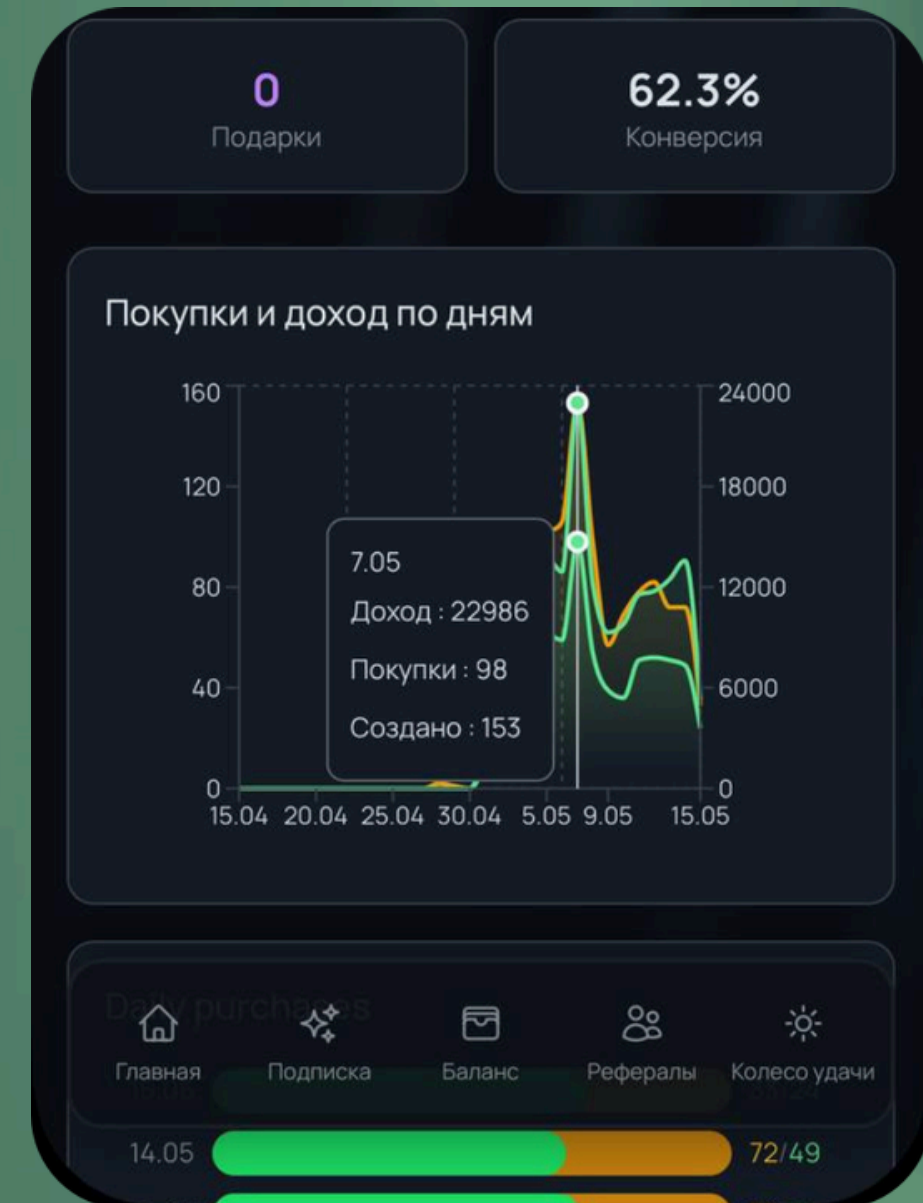 0
Подарки
62.3%
Конверсия
Покупки и доход по дням
160
24000
120
18000
80
12000
40
6000
0
0
7.05
Доход : 22986
Покупки : 98
Создано : 153
15.04 20.04 25.04 30.04 5.05 9.05 15.05
Daily purchases
Главная Подписка Баланс Рефералы Колесо удачи
14.05
72/49